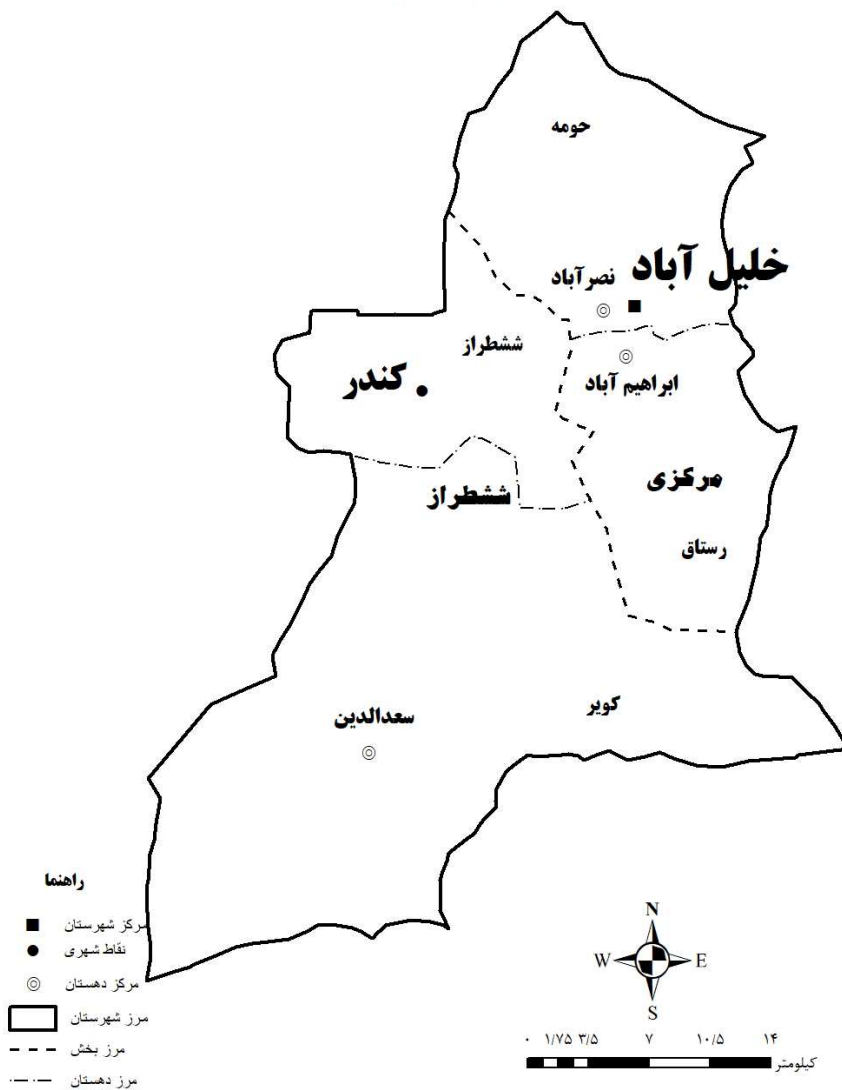 حومه
خلیل آباد
نصرآباد
ششطراز
ابراهیم آباد
کندر
مرکزی
ششطراز
رستاق
کویر
سعدالدین
راهنما
مرکز شهرستان
نقاط شهری
مرکز دهستان
مرز شهرستان
مرز بخش
مرز دهستان
N
W E
S
۰ ۱/۷۵ ۳/۵ ۷ ۱۰/۵ ۱۴
کیلومتر